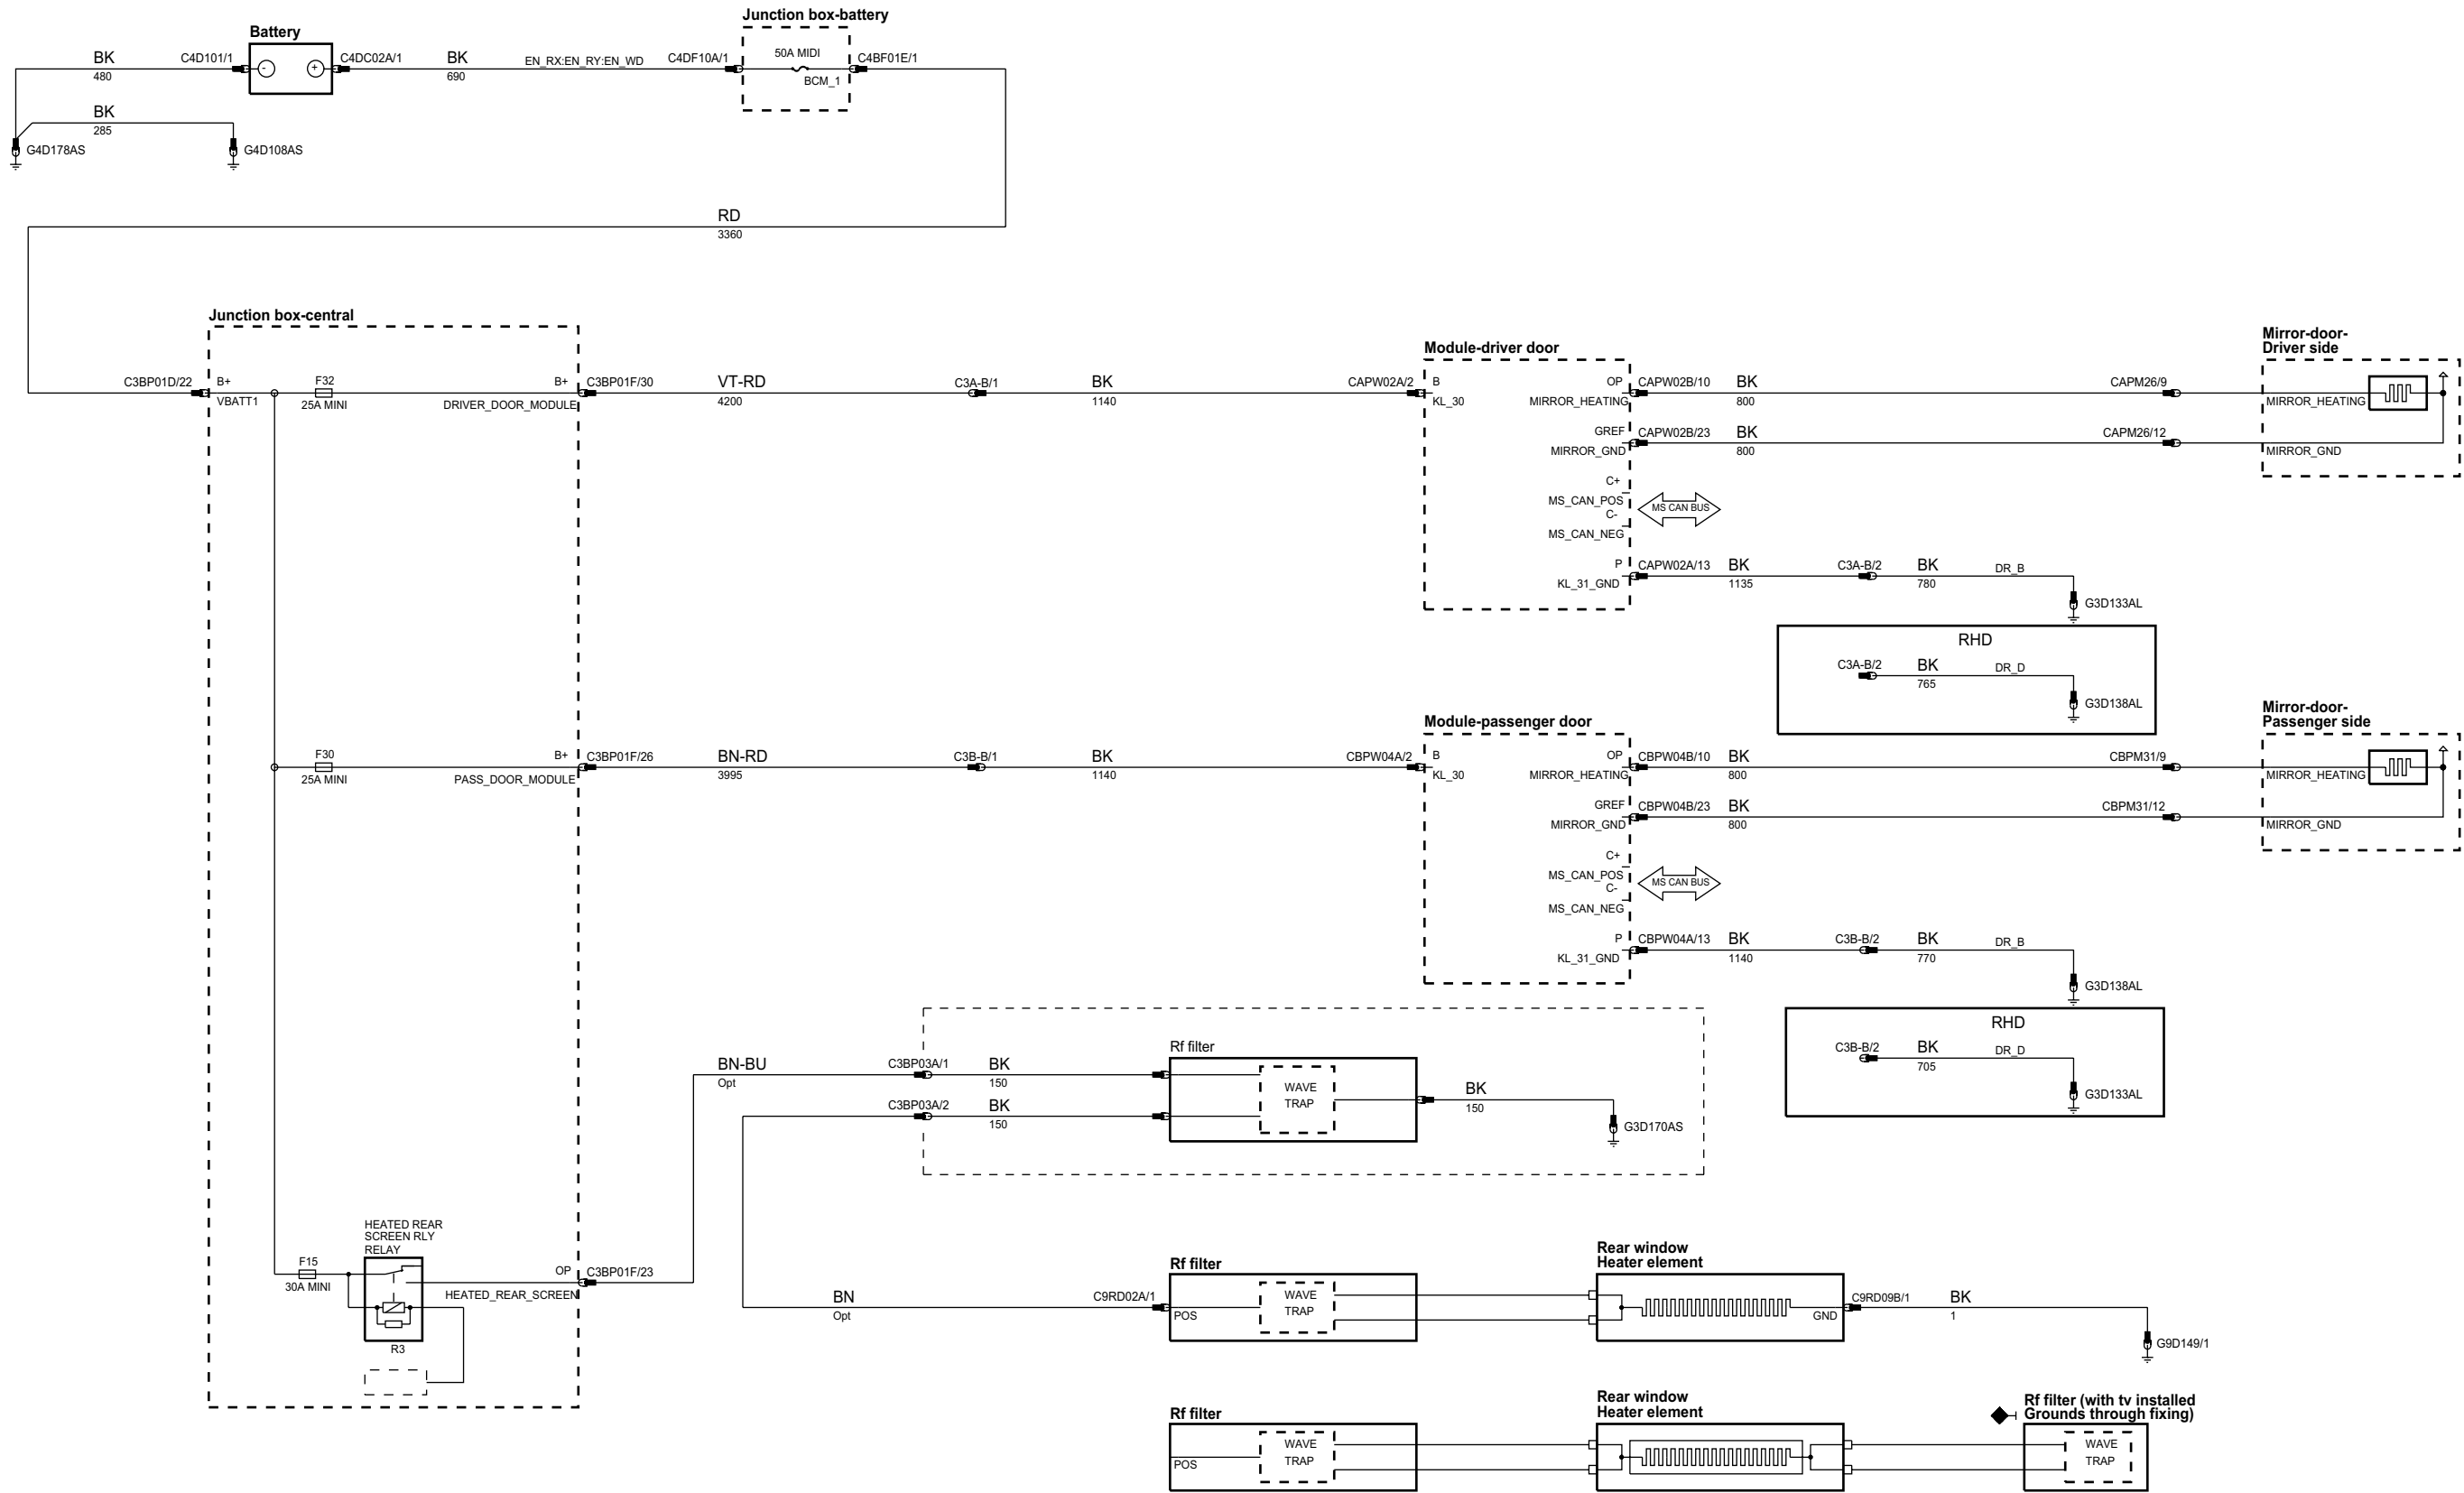 Junction box-battery
Battery
BK
480
C4D101/1
-
+
C4DC02A/1
BK
690
EN_RX:EN_RY:EN_WD
C4DF10A/1
50A MIDI
BCM_1
C4BF01E/1
BK
285
G4D178AS
G4D108AS
RD
3360
Junction box-central
C3BP01D/22
B+
VBATT1
F32
25A MINI
B+
DRIVER_DOOR_MODULE
C3BP01F/30
VT-RD
4200
C3A-B/1
BK
1140
CAPW02A/2
Module-driver door
B
KL_30
OP
MIRROR_HEATING
CAPW02B/10
BK
800
CAPM26/9
Mirror-door-
Driver side
MIRROR_HEATING
GREF
MIRROR_GND
CAPW02B/23
BK
800
CAPM26/12
MIRROR_GND
C+
MS_CAN_POS
C-
MS_CAN_NEG
MS CAN BUS
P
KL_31_GND
CAPW02A/13
BK
1135
C3A-B/2
BK
780
DR_B
G3D133AL
RHD
C3A-B/2
BK
765
DR_D
G3D138AL
F30
25A MINI
B+
PASS_DOOR_MODULE
C3BP01F/26
BN-RD
3995
C3B-B/1
BK
1140
CBPW04A/2
Module-passenger door
B
KL_30
OP
MIRROR_HEATING
CBPW04B/10
BK
800
CBPM31/9
Mirror-door-
Passenger side
MIRROR_HEATING
GREF
MIRROR_GND
CBPW04B/23
BK
800
CBPM31/12
MIRROR_GND
C+
MS_CAN_POS
C-
MS_CAN_NEG
MS CAN BUS
P
KL_31_GND
CBPW04A/13
BK
1140
C3B-B/2
BK
770
DR_B
G3D138AL
RHD
C3B-B/2
BK
705
DR_D
G3D133AL
BN-BU
Opt
C3BP03A/1
BK
150
C3BP03A/2
BK
150
Rf filter
WAVE
TRAP
BK
150
G3D170AS
HEATED REAR
SCREEN RLY
RELAY
F15
30A MINI
R3
OP
HEATED_REAR_SCREEN
C3BP01F/23
BN
Opt
C9RD02A/1
Rf filter
POS
WAVE
TRAP
Rear window
Heater element
GND
C9RD09B/1
BK
1
G9D149/1
Rf filter
POS
WAVE
TRAP
Rear window
Heater element
Rf filter (with tv installed
Grounds through fixing)
WAVE
TRAP